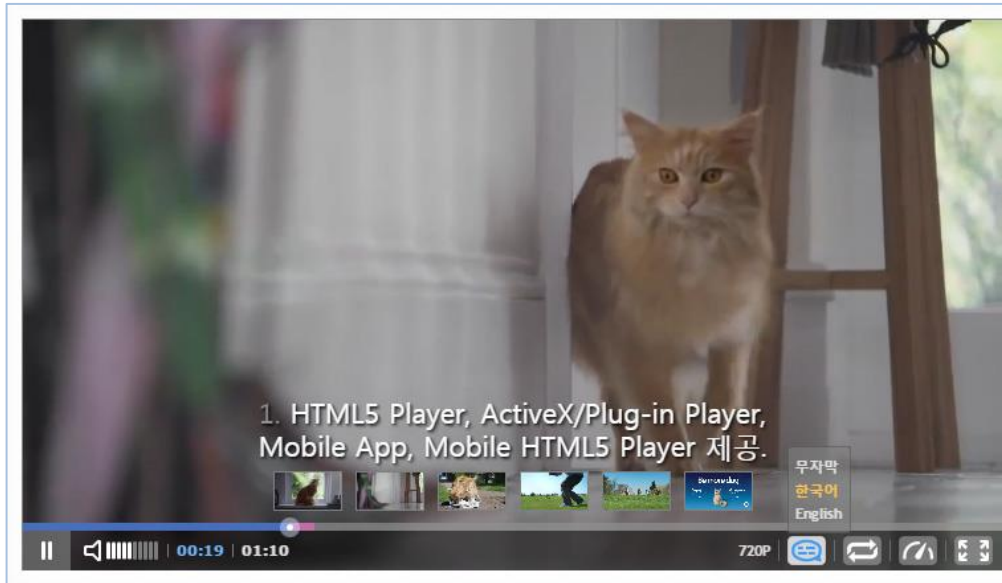 1. HTML5 Player, ActiveX/Plug-in Player,
Mobile App, Mobile HTML5 Player 제공.
무자막
한국어
English
00:19 01:10
720P